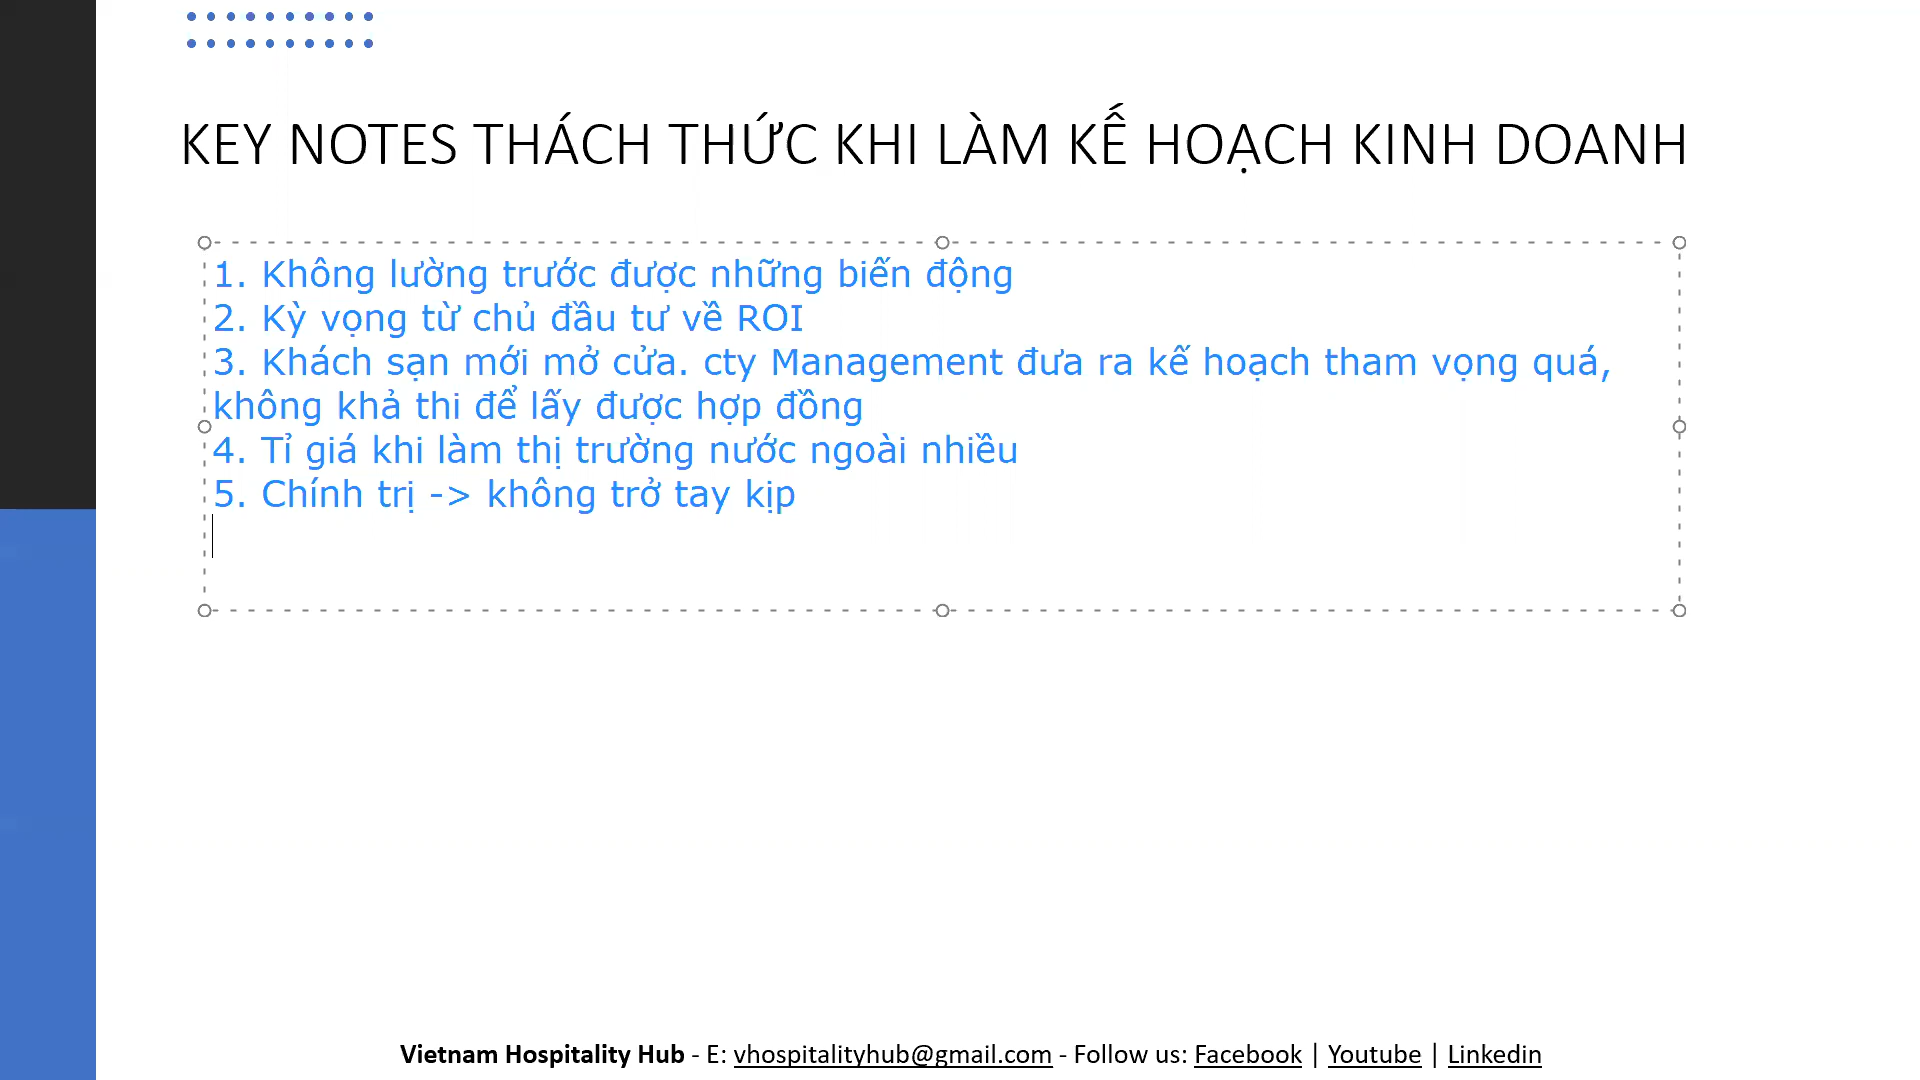 KEY NOTES THÁCH THỨC KHI LÀM KẾ HOẠCH KINH DOANH
1. Không lường trước được những biến động
2. Kỳ vọng từ chủ đầu tư về ROI
3. Khách sạn mới mở cửa. cty Management đưa ra kế hoạch tham vọng quá,
không khả thi để lấy được hợp đồng
4. Tỉ giá khi làm thị trường nước ngoài nhiều
5. Chính trị -> không trở tay kịp
Vietnam Hospitality Hub - E: vhospitalityhub@gmail.com - Follow us: Facebook | Youtube | Linkedin